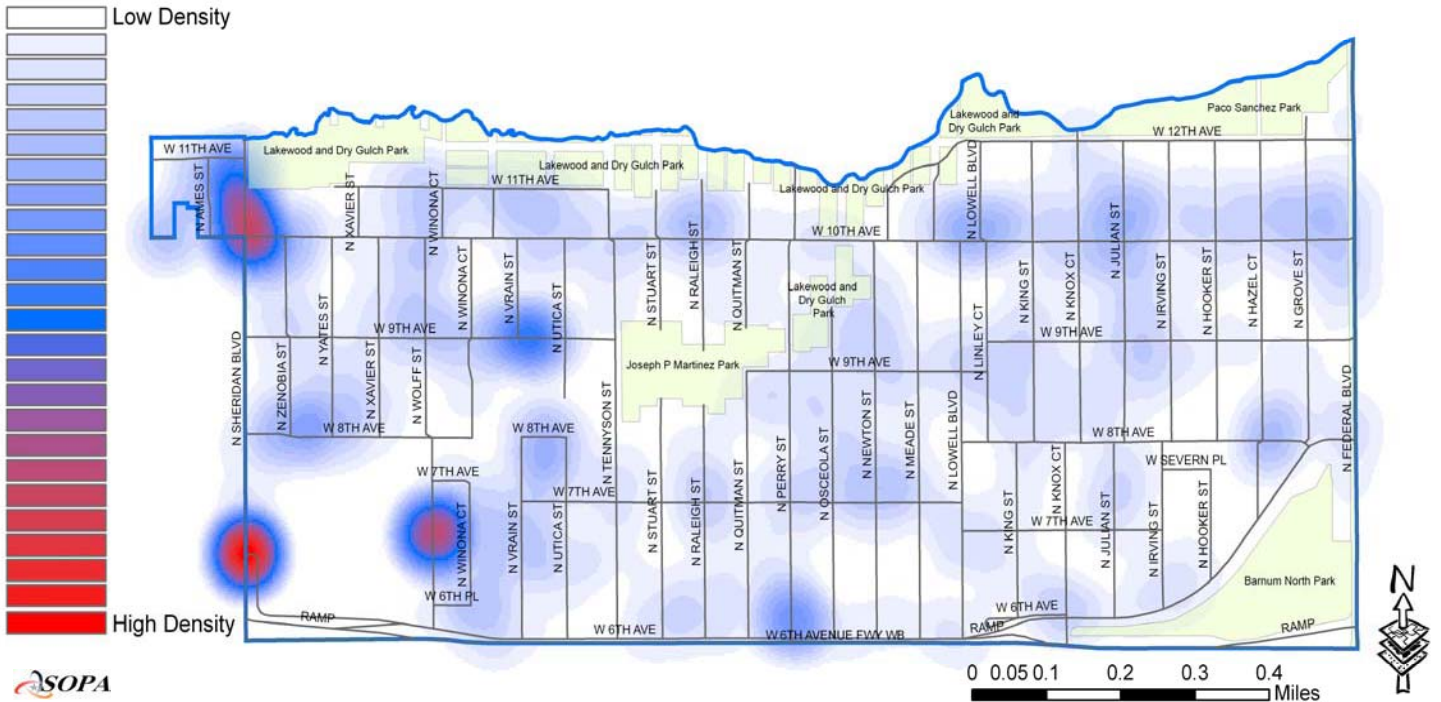 Low Density
High Density
SOPA
W 11TH AVE
N AMES ST
Lakewood and Dry Gulch Park
N XAVIER ST
N WINONA CT
W 11TH AVE
Lakewood and Dry Gulch Park
Lakewood and Dry Gulch Park
Lakewood and
Dry Gulch Park
Paco Sanchez Park
W 12TH AVE
N LOWELL BLVD
W 10TH AVE
N RALEIGH ST
N JULIAN ST
N WINONA CT
N VRAIN ST
N UTICA ST
N STUART ST
N RALEIGH ST
N QUITMAN ST
Lakewood and
Dry Gulch
Park
N LINLEY CT
N KING ST
N KNOX CT
N IRVING ST
N HOOKER ST
N HAZEL CT
N GROVE ST
N SHERIDAN BLVD
N ZENOBIA ST
N YATES ST
N XAVIER ST
N WOLFF ST
W 9TH AVE
W 9TH AVE
W 9TH AVE
Joseph P Martinez Park
N TENNYSON ST
N PERRY ST
N OSCEOLA ST
N NEWTON ST
N MEADE ST
N LOWELL BLVD
N FEDERAL BLVD
W 8TH AVE
W 8TH AVE
W 8TH AVE
W 7TH AVE
W SEVERN PL
N WINONA CT
N VRAIN ST
N UTICA ST
W 7TH AVE
N STUART ST
N RALEIGH ST
N QUITMAN ST
N KING ST
N KNOX CT
W 7TH AVE
N JULIAN ST
N IRVING ST
N HOOKER ST
W 6TH PL
RAMP
W 6TH AVE
W 6TH AVENUE FWY WB
RAMP
W 6TH AVE
Barnum North Park
RAMP
N
0 0.05 0.1 0.2 0.3 0.4
Miles